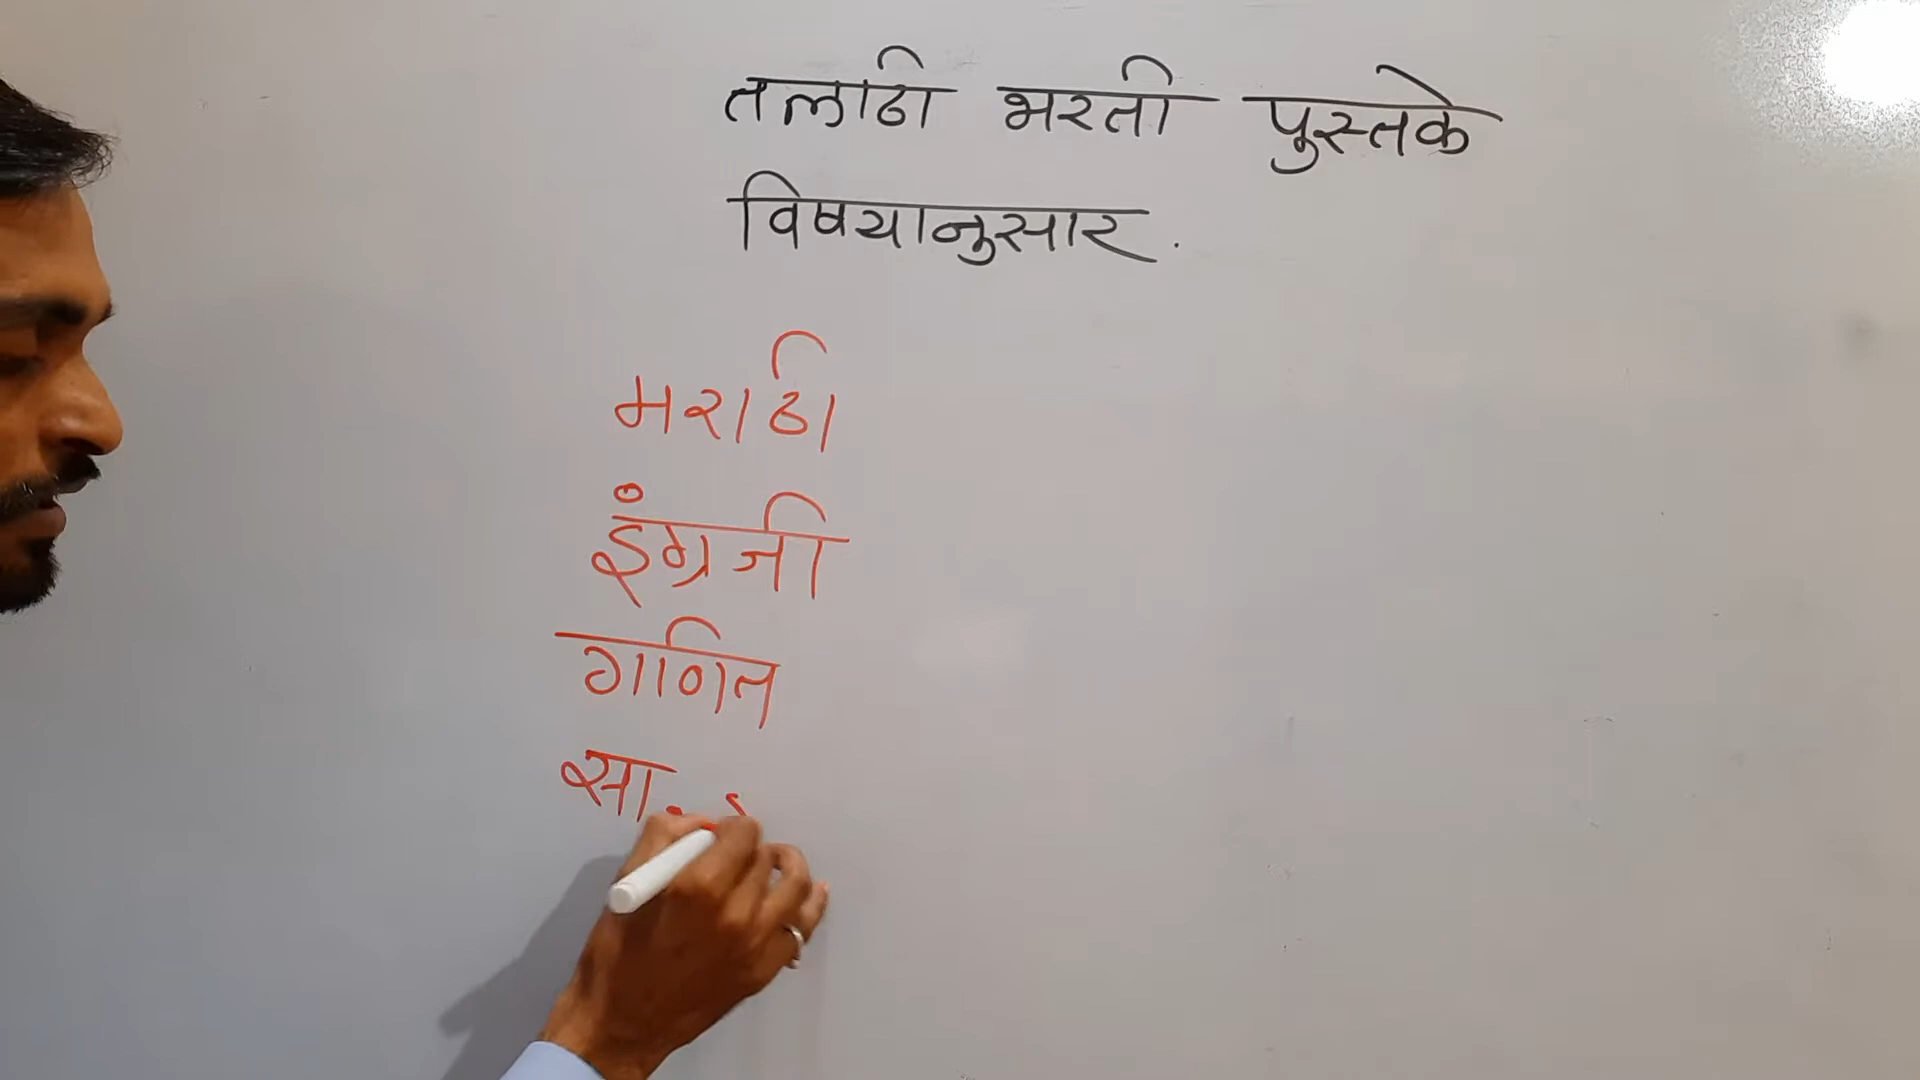 तलाठी भरती पुस्तके
विषयानुसार.
मराठी
इंग्रजी
गणित
सा.